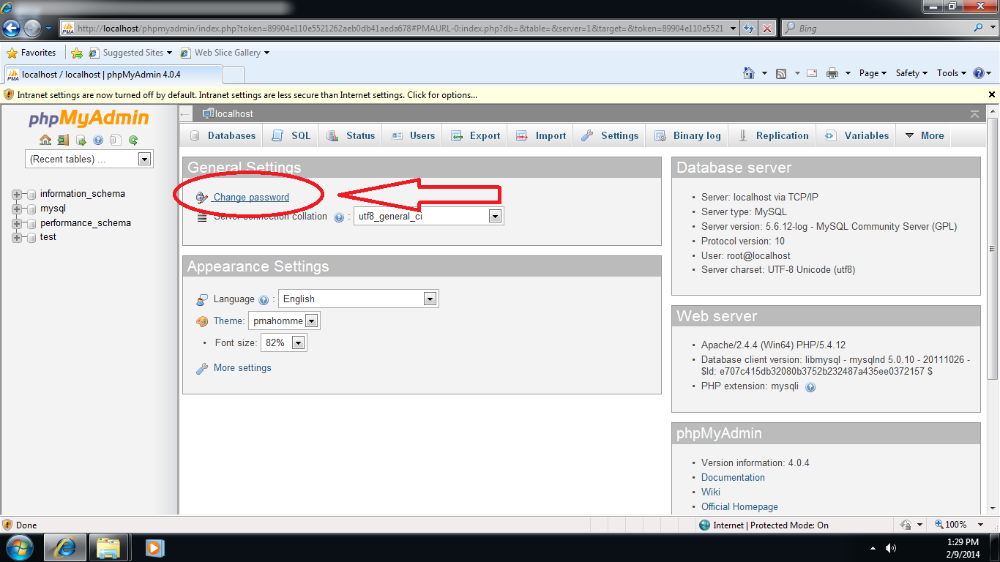 http://localhost/phpmyadmin/index.php?token=89904e110e5521262aeb0db41aeda678#PMAURL-0:index.php?db=&table=&server=1&target=&token=89904e110e5521
Bing
Favorites
Suggested Sites
Web Slice Gallery
PMA localhost / localhost | phpMyAdmin 4.0.4
Page
Safety
Tools
Intranet settings are now turned off by default. Intranet settings are less secure than Internet settings. Click for options...
phpMyAdmin
(Recent tables) ...
information_schema
mysql
performance_schema
test
localhost
Databases
SQL
Status
Users
Export
Import
Settings
Binary log
Replication
Variables
More
General Settings
Change password
Server connection collation : utf8_general_ci
Appearance Settings
Language : English
Theme: pmahomme
• Font size: 82%
More settings
Database server
• Server: localhost via TCP/IP
• Server type: MySQL
• Server version: 5.6.12-log - MySQL Community Server (GPL)
• Protocol version: 10
• User: root@localhost
• Server charset: UTF-8 Unicode (utf8)
Web server
• Apache/2.4.4 (Win64) PHP/5.4.12
• Database client version: libmysql - mysqlnd 5.0.10 - 20111026 -
$Id: e707c415db32080b3752b232487a435ee0372157 $
• PHP extension: mysqli
phpMyAdmin
• Version information: 4.0.4
• Documentation
• Wiki
• Official Homepage
Done
Internet | Protected Mode: On
100%
1:29 PM
2/9/2014